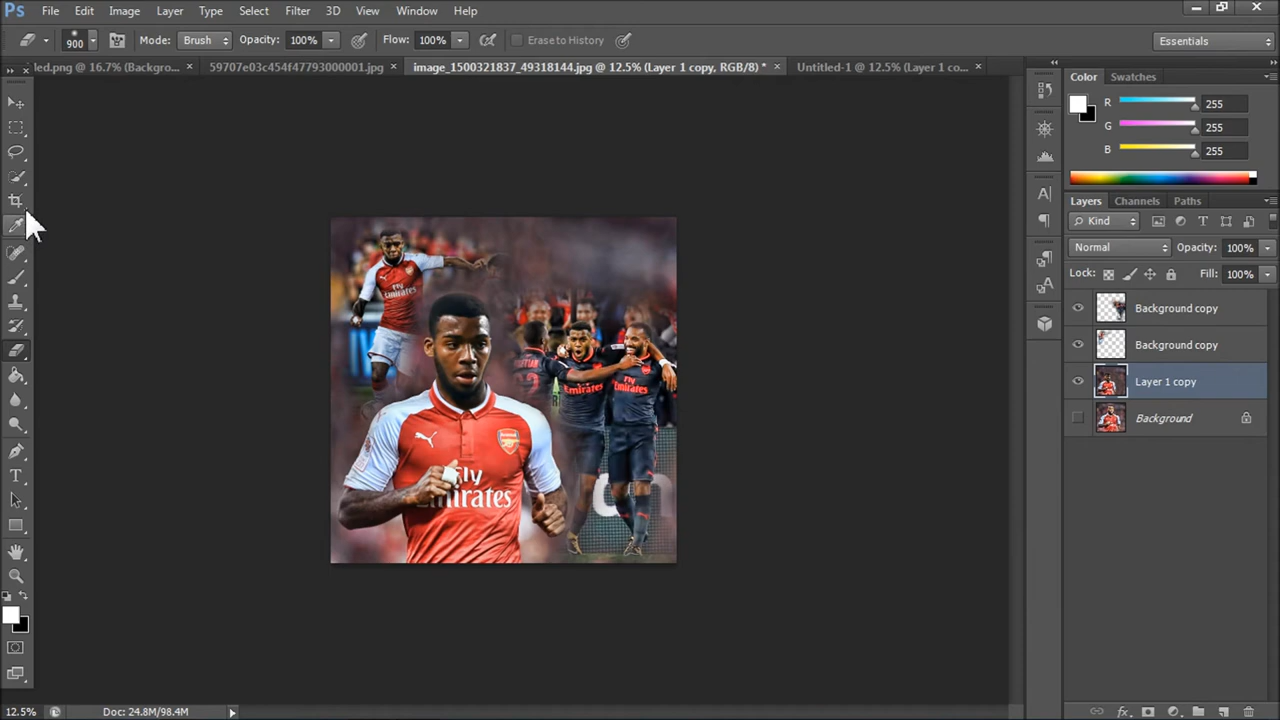 Ps File Edit Image Layer Type Select Filter 3D View Window Help
900 Mode: Brush Opacity: 100% Flow: 100% Erase to History Essentials
led.png @ 16.7% (Backgro... × 59707e03c454f47793000001.jpg × image_1500321837_49318144.jpg @ 12.5% (Layer 1 copy, RGB/8) * × Untitled-1 @ 12.5% (Layer 1 co... ×
Color Swatches
R 255
G 255
B 255
Layers Channels Paths
Kind
Normal Opacity: 100%
Lock: Fill: 100%
Background copy
Background copy
Layer 1 copy
Background
Fly
Emirates
Fly
Emirates
Fly
Emirates
Arsenal
Fly
Emirates
12.5% Doc: 24.8M/98.4M